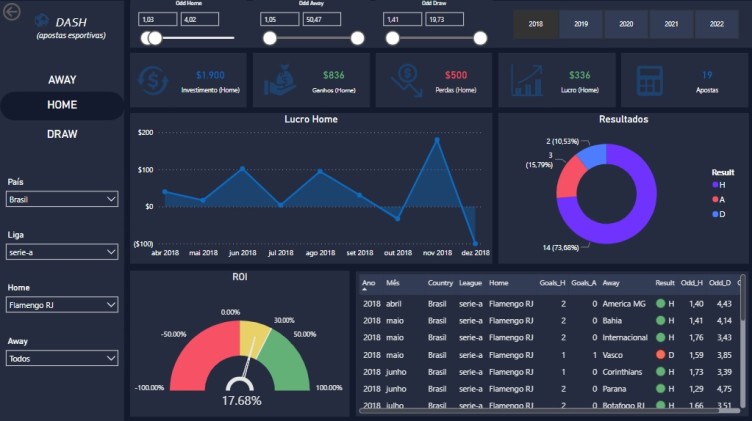 DASH
(apostas esportivas)
AWAY
HOME
DRAW
País
Brasil
Liga
serie-a
Home
Flamengo RJ
Away
Todos
Odd Home
1,03 4,02
Odd Away
1,05 50,47
Odd Draw
1,41 19,73
2018 2019 2020 2021 2022
$1.900
Investimento (Home)
$836
Ganhos (Home)
$500
Perdas (Home)
$336
Lucro (Home)
19
Apostas
Lucro Home
$200
$100
$0
($100)
abr 2018 mai 2018 jun 2018 jul 2018 ago 2018 set 2018 out 2018 nov 2018 dez 2018
Resultados
2 (10,53%)
3
(15,79%)
14 (73,68%)
Result
H
A
D
ROI
0.00%
30.00%
-50.00%
50.00%
-100.00%
100.00%
17.68%
Ano Mês Country League Home Goals_H Goals_A Away Result Odd_H Odd_D
2018 abril Brasil serie-a Flamengo RJ 2 0 America MG H 1,40 4,43
2018 maio Brasil serie-a Flamengo RJ 2 0 Bahia H 1,41 4,14
2018 maio Brasil serie-a Flamengo RJ 2 0 Internacional H 1,76 3,43
2018 maio Brasil serie-a Flamengo RJ 1 1 Vasco D 1,59 3,85
2018 junho Brasil serie-a Flamengo RJ 1 0 Corinthians H 1,73 3,39
2018 junho Brasil serie-a Flamengo RJ 2 0 Parana H 1,29 4,75
2018 julho Brasil serie-a Flamengo RJ 2 0 Botafogo RJ H 1,66 3,51